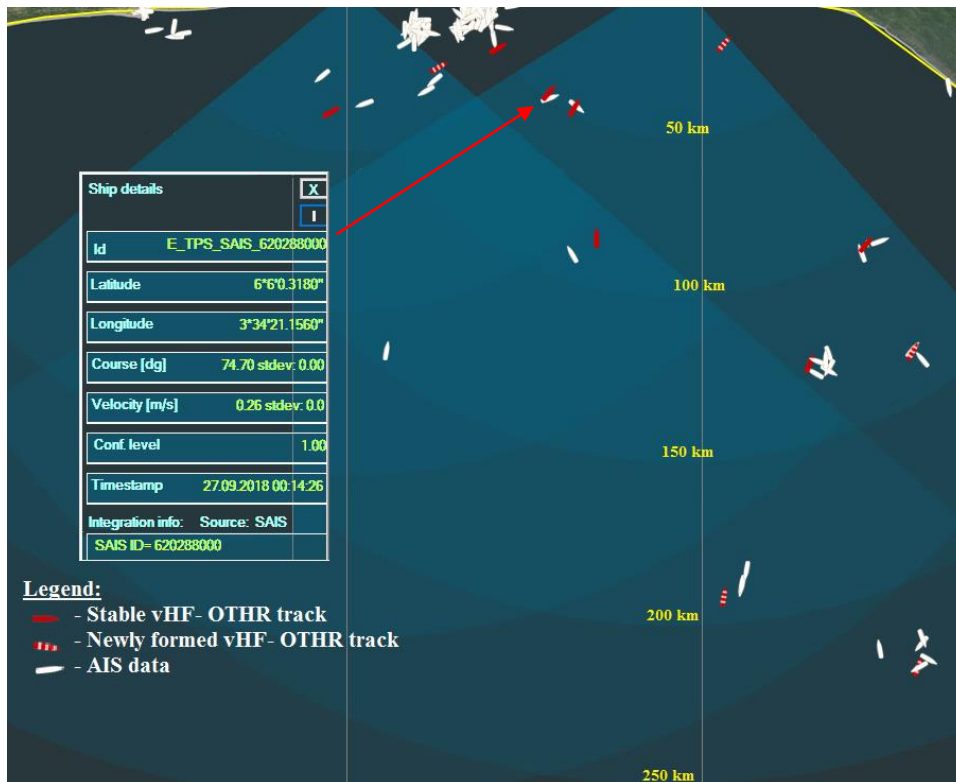 50 km
Ship details X
I
Id E_TPS_SAIS_620288000
Latitude 6°6'0.3180"
100 km
Longitude 3°34'21.1560"
Course [dg] 74.70 stdev: 0.00
Velocity [m/s] 0.26 stdev: 0.0
Conf. level 1.00
150 km
Timestamp 27.09.2018 00:14:26
Integration info: Source: SAIS
SAIS ID= 620288000
Legend:
- Stable vHF- OTHR track
200 km
- Newly formed vHF- OTHR track
- AIS data
250 km